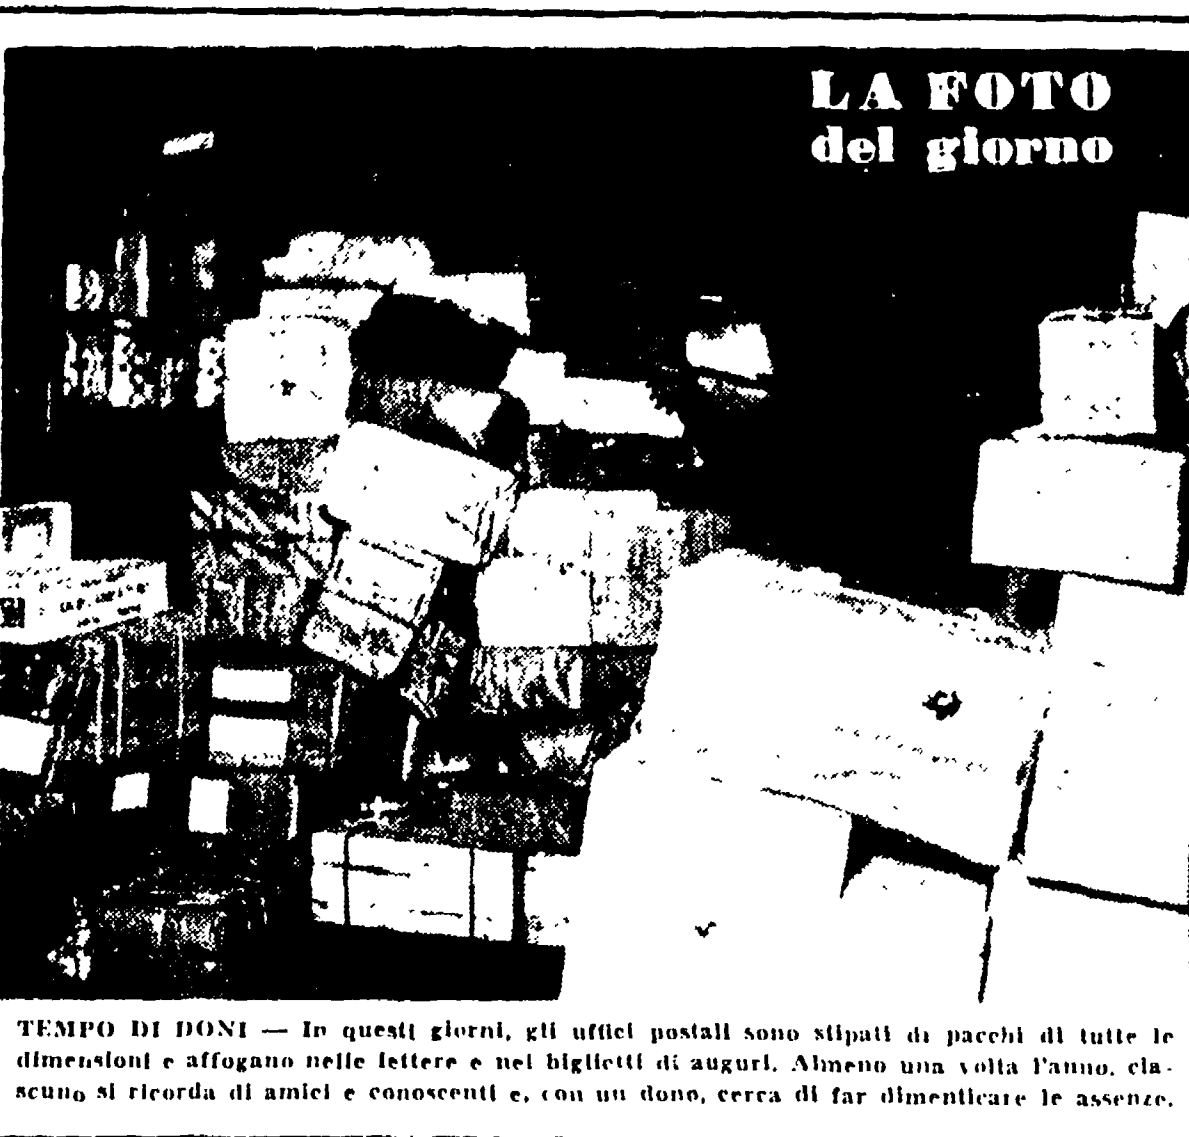 LA FOTO
del giorno
TEMPO DI DONI — In questi giorni, gli uffici postali sono stipati di pacchi di tutte le
dimensioni e affogano nelle lettere e nei biglietti di auguri. Almeno una volta l'anno, cia-
scuno si ricorda di amici e conoscenti e, con un dono, cerca di far dimenticare le assenze.